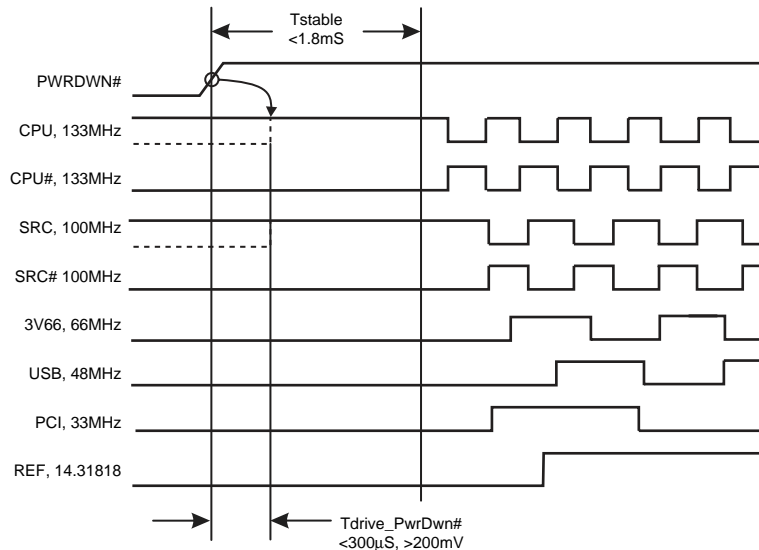 Tstable
<1.8mS
PWRDWN#
CPU, 133MHz
CPU#, 133MHz
SRC, 100MHz
SRC# 100MHz
3V66, 66MHz
USB, 48MHz
PCI, 33MHz
REF, 14.31818
Tdrive_PwrDwn#
<300µS, >200mV